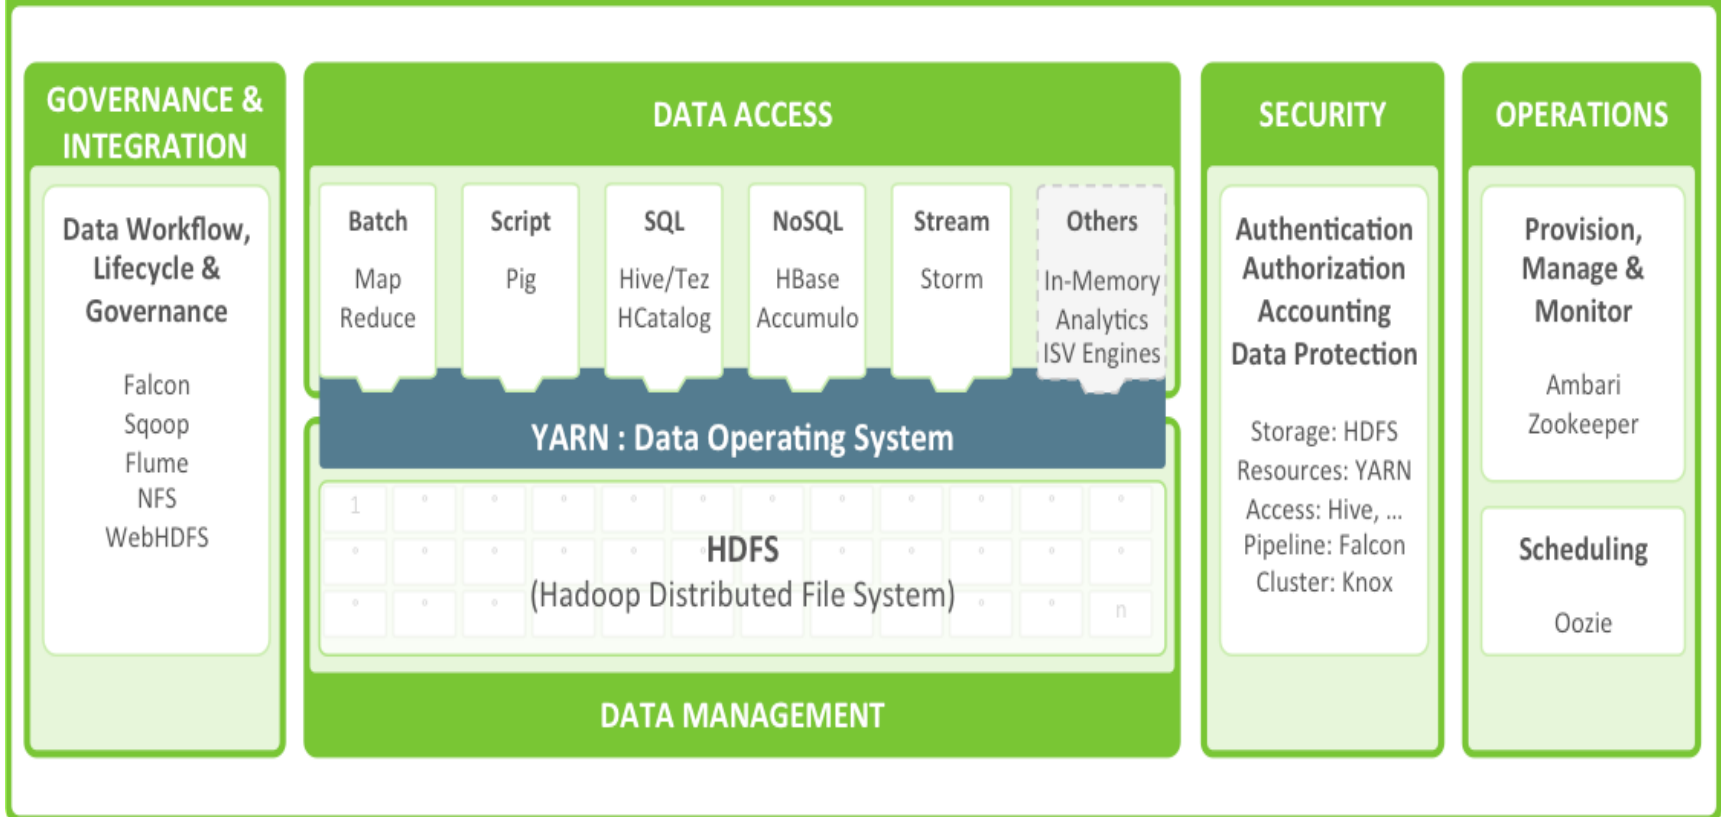 GOVERNANCE &
INTEGRATION
Data Workflow,
Lifecycle &
Governance
Falcon
Sqoop
Flume
NFS
WebHDFS
DATA ACCESS
Batch
Map
Reduce
Script
Pig
SQL
Hive/Tez
HCatalog
NoSQL
HBase
Accumulo
Stream
Storm
Others
In-Memory
Analytics
ISV Engines
YARN : Data Operating System
1
HDFS
(Hadoop Distributed File System)
n
DATA MANAGEMENT
SECURITY
Authentication
Authorization
Accounting
Data Protection
Storage: HDFS
Resources: YARN
Access: Hive, ...
Pipeline: Falcon
Cluster: Knox
OPERATIONS
Provision,
Manage &
Monitor
Ambari
Zookeeper
Scheduling
Oozie